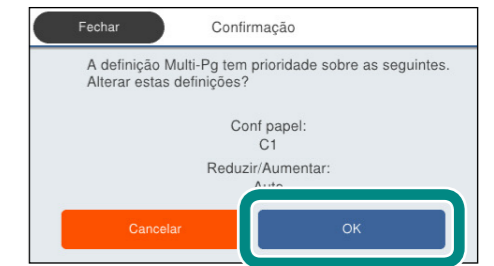 Fechar
Confirmação
A definição Multi-Pg tem prioridade sobre as seguintes.
Alterar estas definições?
Conf papel:
C1
Reduzir/Aumentar:
Auto
Cancelar
OK